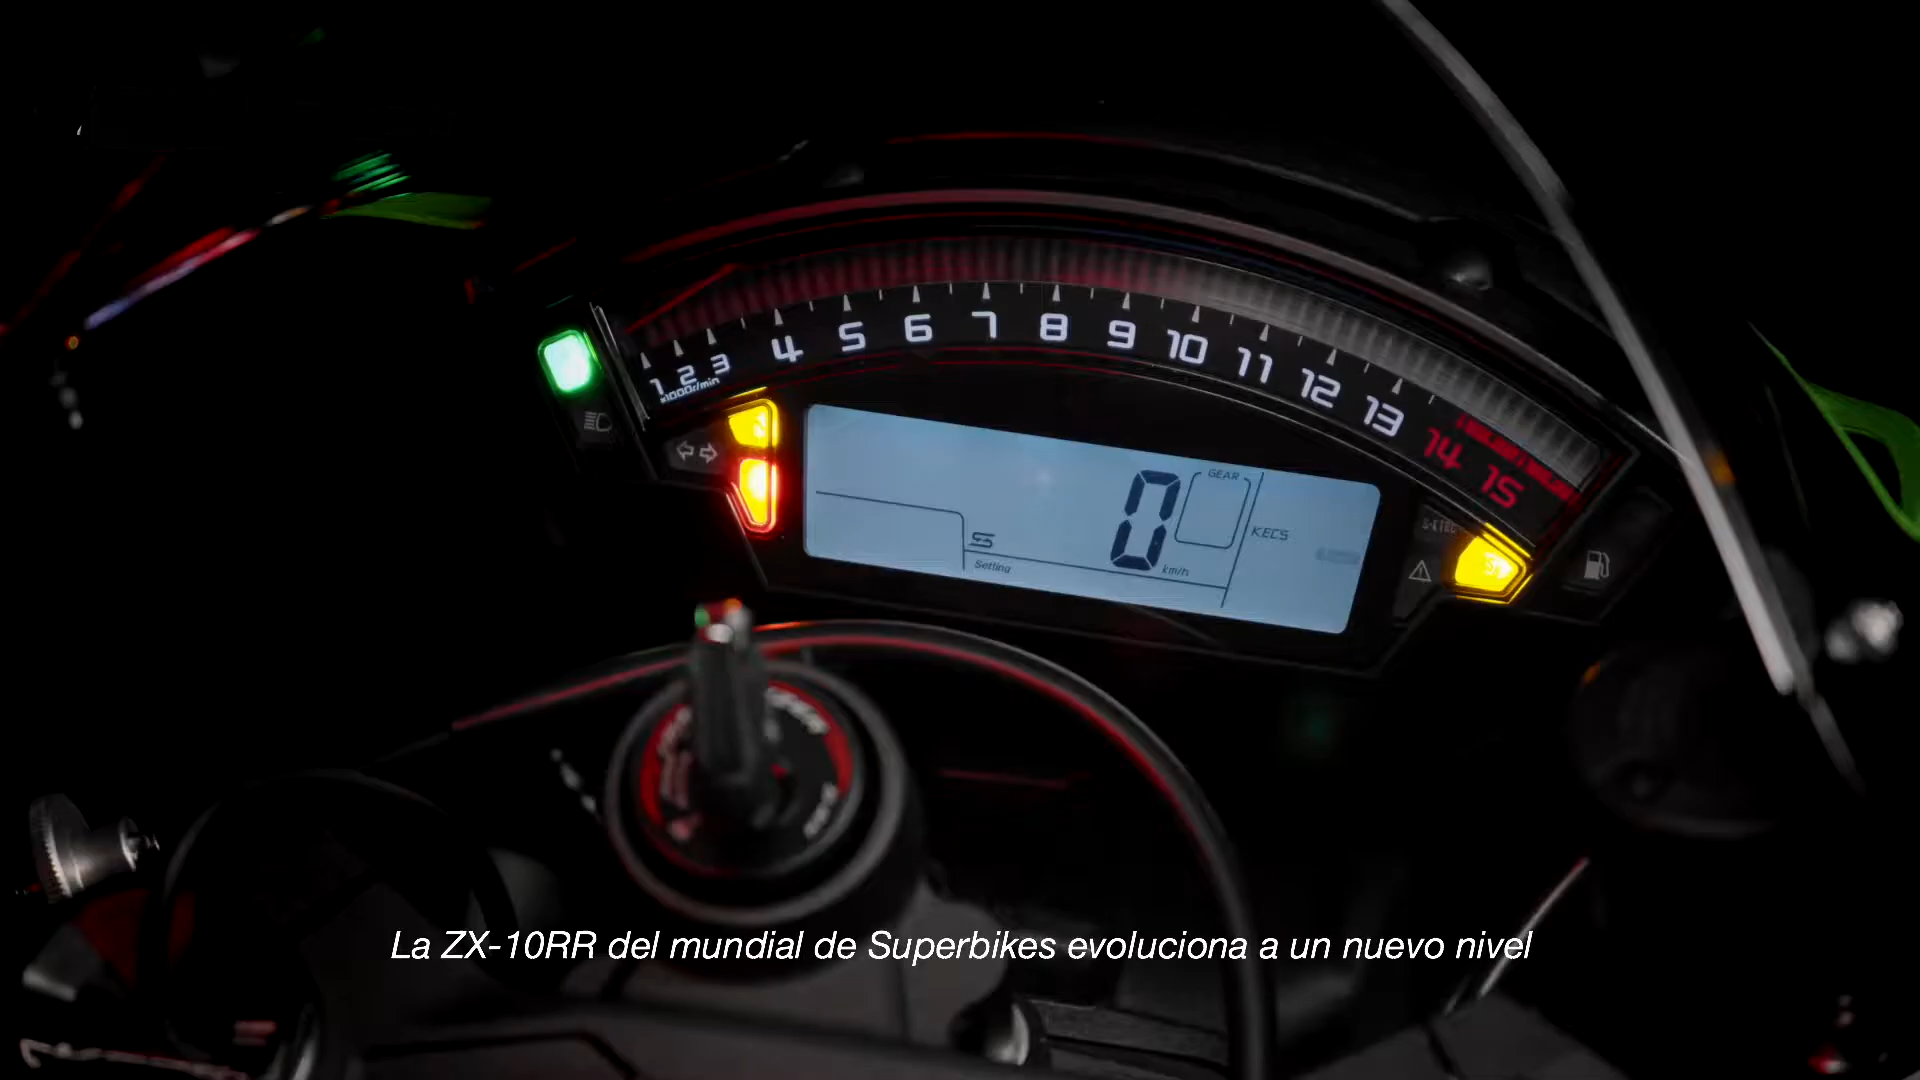 1 2 3 4 5 6 7 8 9 10 11 12 13 14 15
x1000r/min
GEAR
0
KECS
km/h
Setting
La ZX-10RR del mundial de Superbikes evoluciona a un nuevo nivel